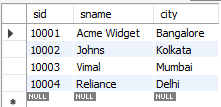 sid sname city
10001 Acme Widget Bangalore
10002 Johns Kolkata
10003 Vimal Mumbai
10004 Reliance Delhi
NULL NULL NULL